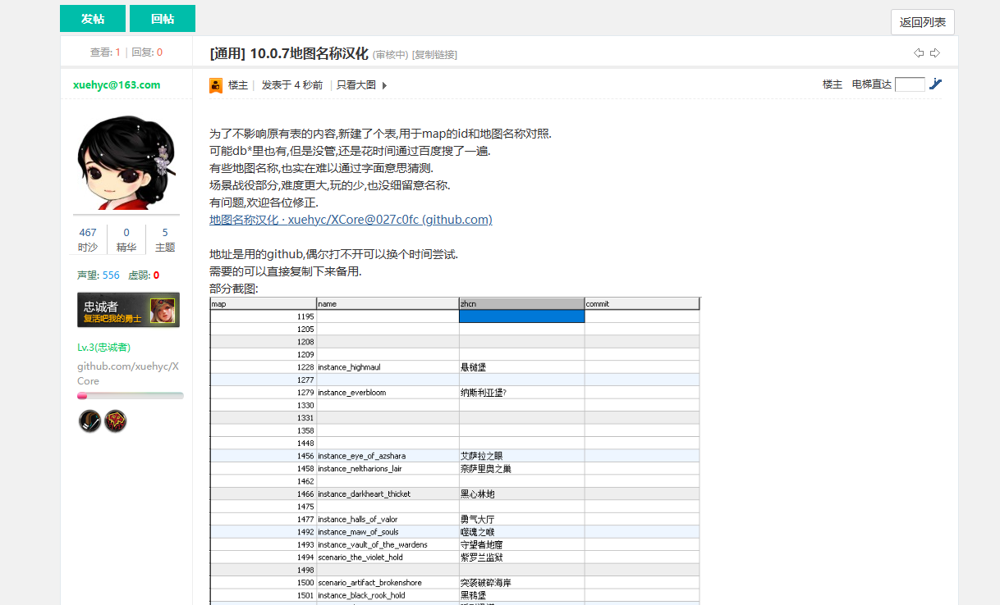 发帖 回帖
返回列表
查看: 1 | 回复: 0
[通用] 10.0.7地图名称汉化 (审核中) [复制链接]
xuehyc@163.com
楼主 | 发表于 4 秒前 | 只看大图
楼主 电梯直达
为了不影响原有表的内容,新建了个表,用于map的id和地图名称对照.
可能db*里也有,但是没管,还是花时间通过百度搜了一遍.
有些地图名称,也实在难以通过字面意思猜测.
场景战役部分,难度更大,玩的少,也没细留意名称.
有问题,欢迎各位修正.
地图名称汉化 · xuehyc/XCore@027c0fc (github.com)
467 0 5
时沙 精华 主题
声望: 556 虚弱: 0
忠诚者
复活吧我的勇士
Lv.3(忠诚者)
github.com/xuehyc/X
Core
地址是用的github,偶尔打不开可以换个时间尝试.
需要的可以直接复制下来备用.
部分截图:
map name zhcn commit
1195
1205
1208
1209
1228 instance_highmaul 悬槌堡
1277
1279 instance_everbloom 纳斯利亚堡?
1330
1331
1358
1448
1456 instance_eye_of_azshara 艾萨拉之眼
1458 instance_neltharions_lair 奈萨里奥之巢
1462
1466 instance_darkheart_thicket 黑心林地
1475
1477 instance_halls_of_valor 勇气大厅
1492 instance_maw_of_souls 噬魂之喉
1493 instance_vault_of_the_wardens 守望者地窟
1494 scenario_the_violet_hold 紫罗兰监狱
1498
1500 scenario_artifact_brokenshore 突袭破碎海岸
1501 instance_black_rook_hold 黑鸦堡